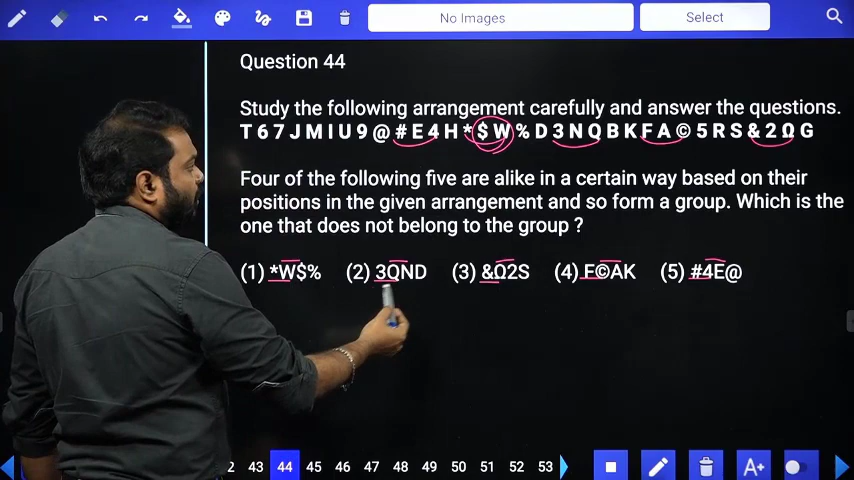 No Images
Select
Question 44
Study the following arrangement carefully and answer the questions.
T 6 7 J M I U 9 @ # E 4 H * $ W % D 3 N Q B K F A © 5 R S & 2 Ω G
Four of the following five are alike in a certain way based on their
positions in the given arrangement and so form a group. Which is the
one that does not belong to the group ?
(1) *W$% (2) 3QND (3) &Ω2S (4) F©AK (5) #4E@
2 43 44 45 46 47 48 49 50 51 52 53
A+